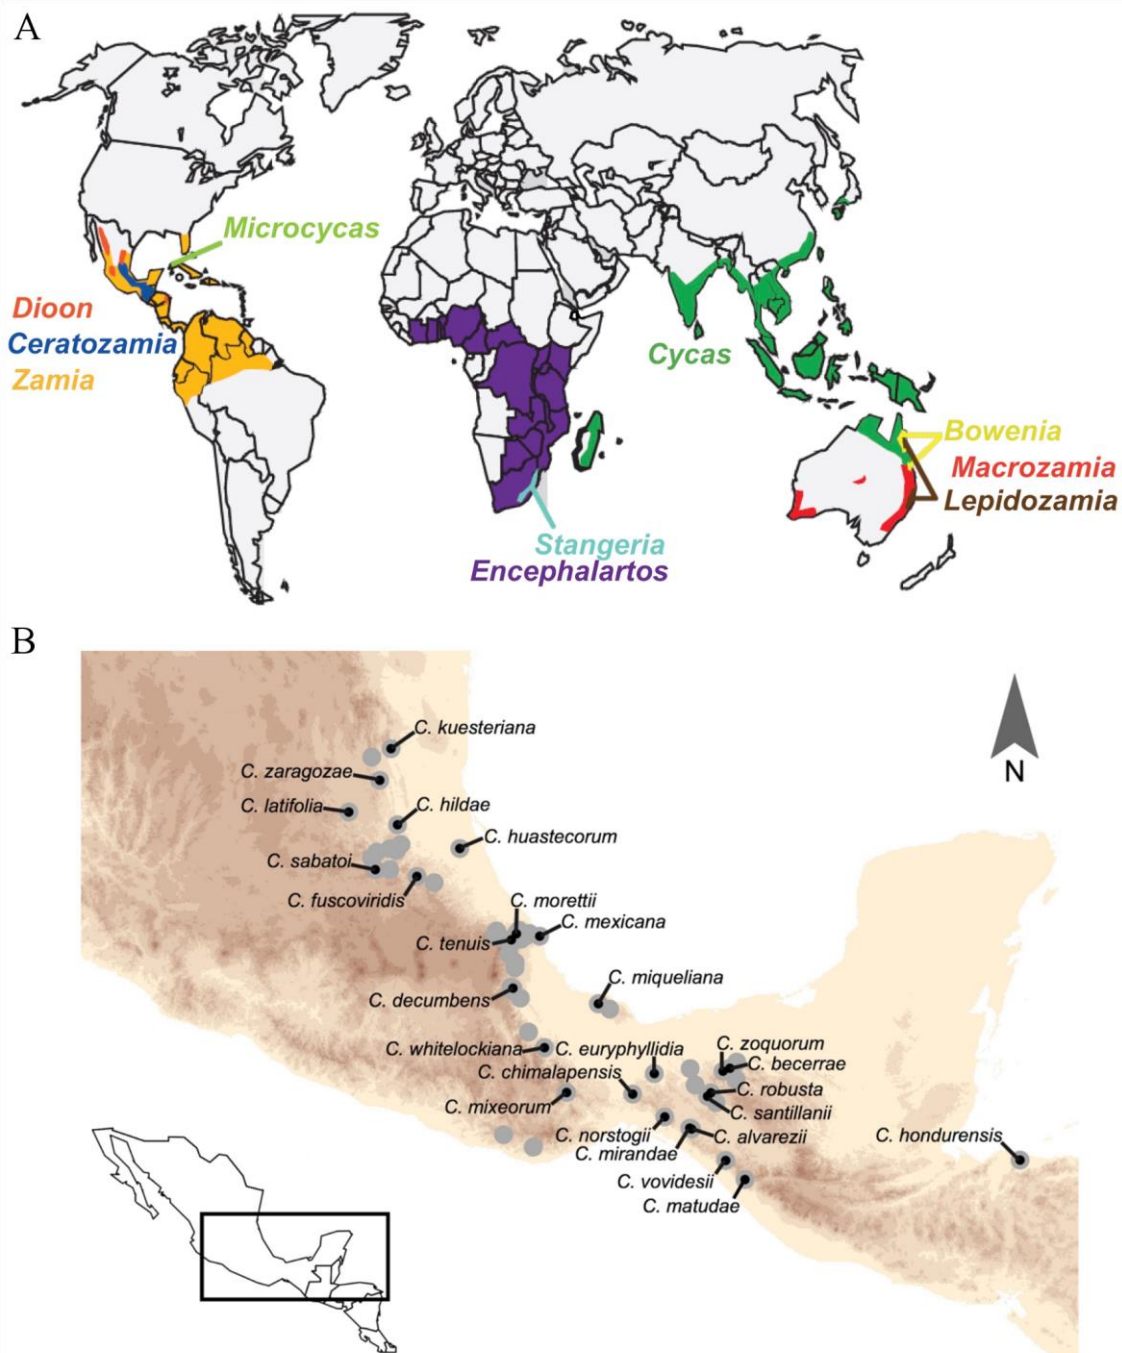 A
Microcycas
Dioon
Ceratozamia
Zamia
Cycas
Bowenia
Macrozamia
Lepidozamia
Stangeria
Encephalartos
B
C. kuesteriana
C. zaragozae
C. latifolia
C. hildae
C. huastecorum
C. sabatoi
C. fuscoviridis
C. morettii
C. mexicana
C. tenuis
C. miqueliana
C. decumbens
C. whitelockiana
C. euryphyllidia
C. zoquorum
C. becerrae
C. chimalapensis
C. robusta
C. mixeorum
C. santillanii
C. norstogii
C. alvarezii
C. hondurensis
C. mirandae
C. vovidesii
C. matudae
N